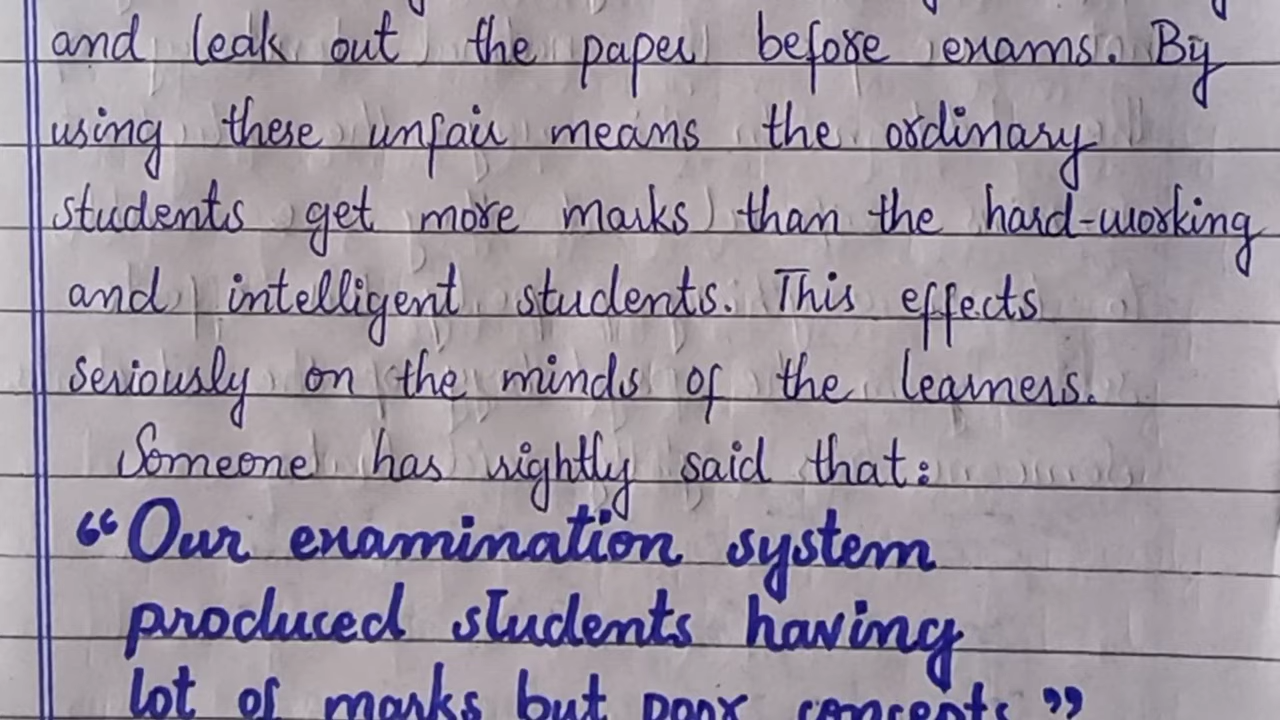 and leak out the paper before exams. By
using these unfair means the ordinary
students get more marks than the hard-working
and intelligent students. This effects
seriously on the minds of the learners.
Someone has rightly said that:
“Our examination system
produced students having
lot of marks but poor concepts”